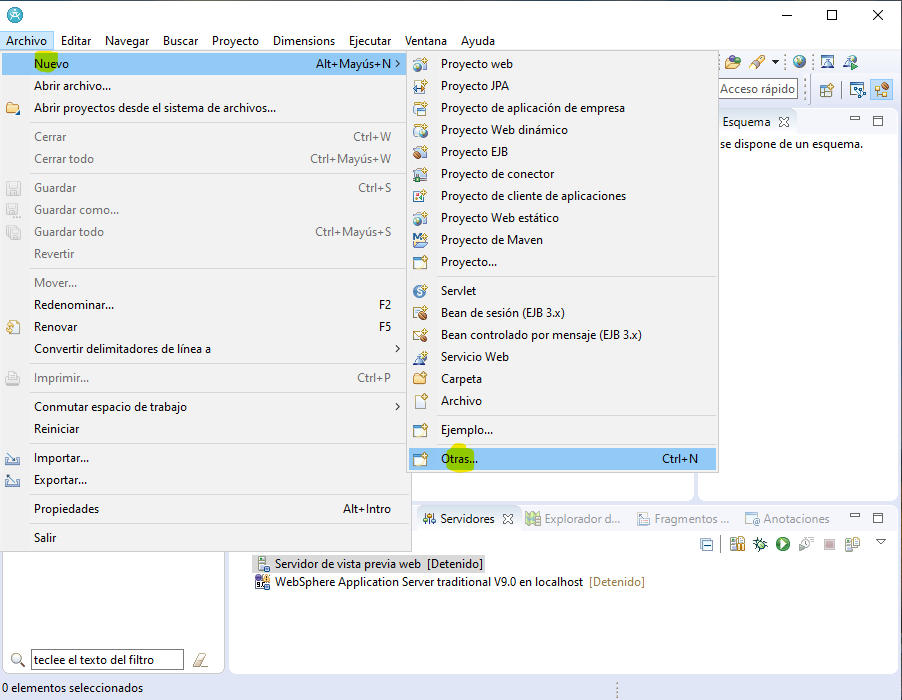 Archivo Editar Navegar Buscar Proyecto Dimensions Ejecutar Ventana Ayuda
Nuevo Alt+Mayús+N
Abrir archivo...
Abrir proyectos desde el sistema de archivos...
Cerrar Ctrl+W
Cerrar todo Ctrl+Mayús+W
Guardar Ctrl+S
Guardar como...
Guardar todo Ctrl+Mayús+S
Revertir
Mover...
Redenominar... F2
Renovar F5
Convertir delimitadores de línea a
Imprimir... Ctrl+P
Conmutar espacio de trabajo
Reiniciar
Importar...
Exportar...
Propiedades Alt+Intro
Salir
Proyecto web
Proyecto JPA
Proyecto de aplicación de empresa
Proyecto Web dinámico
Proyecto EJB
Proyecto de conector
Proyecto de cliente de aplicaciones
Proyecto Web estático
Proyecto de Maven
Proyecto...
Servlet
Bean de sesión (EJB 3.x)
Bean controlado por mensaje (EJB 3.x)
Servicio Web
Carpeta
Archivo
Ejemplo...
Otras... Ctrl+N
Acceso rápido
Esquema
se dispone de un esquema.
Servidores Explorador d... Fragmentos ... Anotaciones
Servidor de vista previa web [Detenido]
WebSphere Application Server traditional V9.0 en localhost [Detenido]
teclee el texto del filtro
0 elementos seleccionados